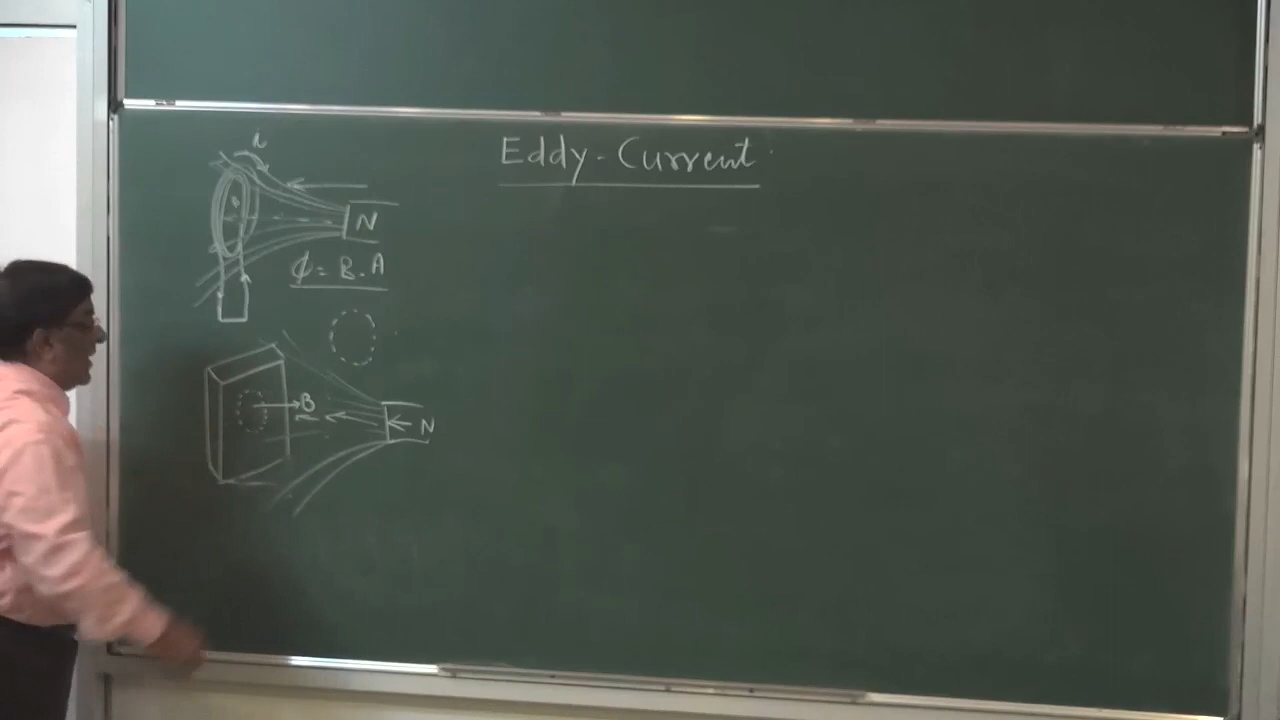 Eddy-Current
i
N
ϕ = B.A
B
N